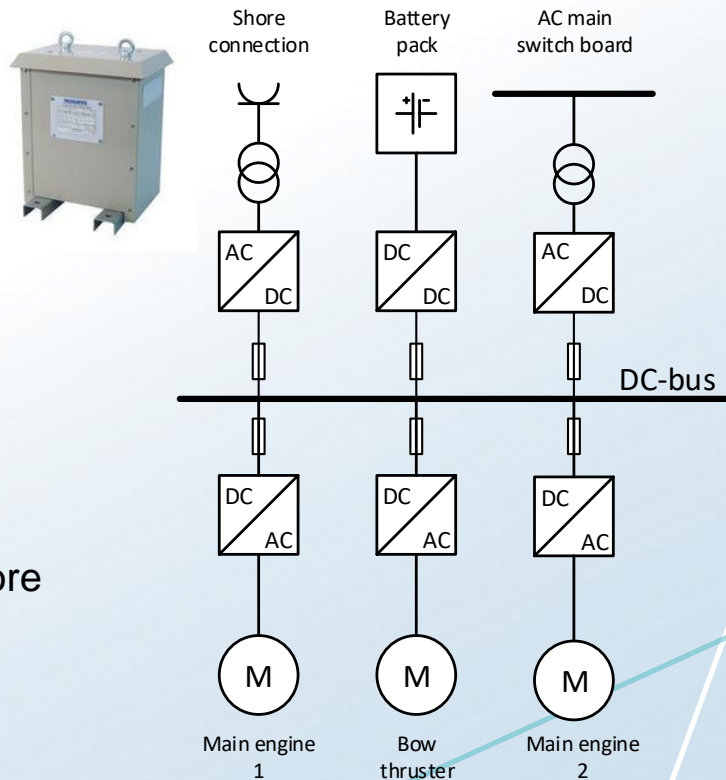 Shore
connection
Battery
pack
AC main
switch board
AC
DC
DC
DC
AC
DC
DC-bus
DC
AC
DC
AC
DC
AC
ore
M
M
M
Main engine
1
Bow
thruster
Main engine
2